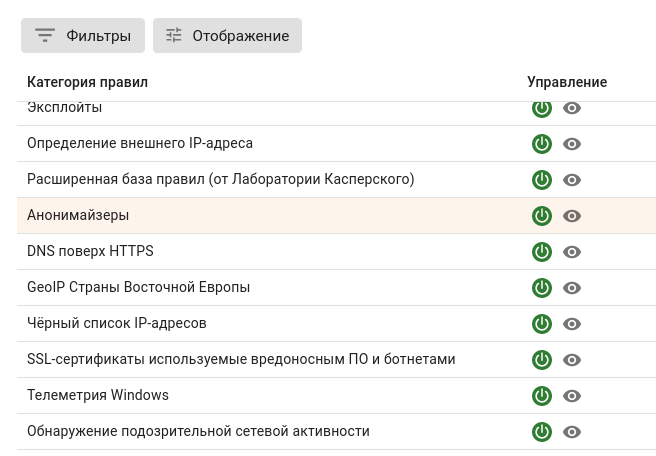 Фильтры
Отображение
Категория правил
Управление
Эксплойты
Определение внешнего IP-адреса
Расширенная база правил (от Лаборатории Касперского)
Анонимайзеры
DNS поверх HTTPS
GeoIP Страны Восточной Европы
Чёрный список IP-адресов
SSL-сертификаты используемые вредоносным ПО и ботнетами
Телеметрия Windows
Обнаружение подозрительной сетевой активности